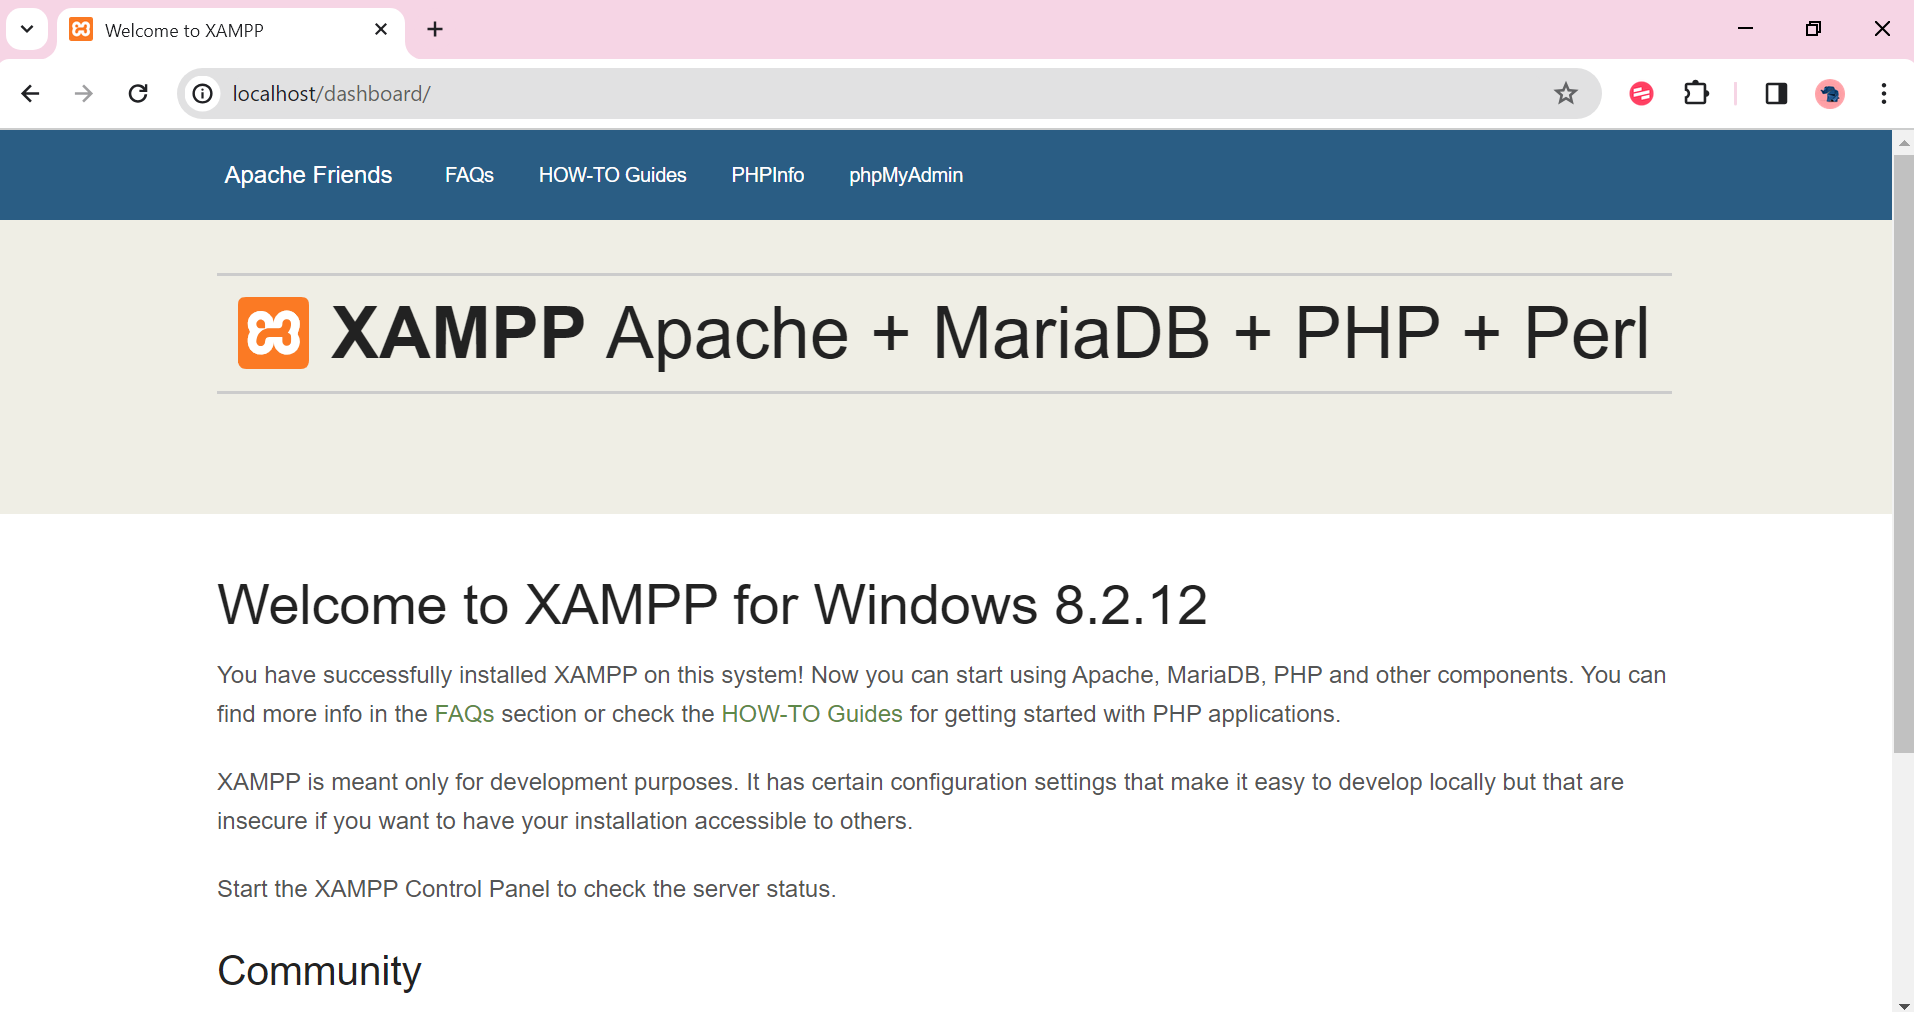 Welcome to XAMPP
localhost/dashboard/
Apache Friends FAQs HOW-TO Guides PHPInfo phpMyAdmin
XAMPP Apache + MariaDB + PHP + Perl
Welcome to XAMPP for Windows 8.2.12
You have successfully installed XAMPP on this system! Now you can start using Apache, MariaDB, PHP and other components. You can
find more info in the FAQs section or check the HOW-TO Guides for getting started with PHP applications.
XAMPP is meant only for development purposes. It has certain configuration settings that make it easy to develop locally but that are
insecure if you want to have your installation accessible to others.
Start the XAMPP Control Panel to check the server status.
Community